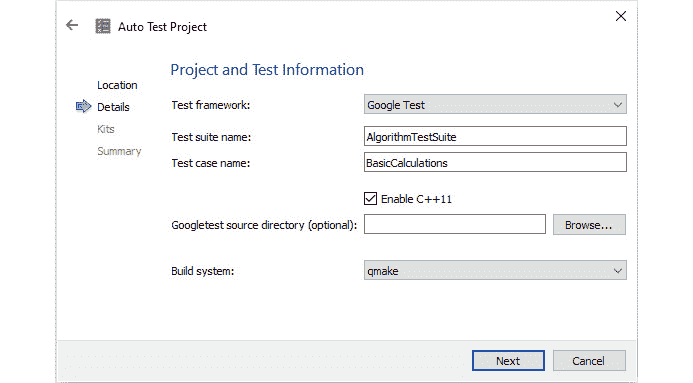 Auto Test Project
Project and Test Information
Location
Details
Kits
Summary
Test framework: Google Test
Test suite name: AlgorithmTestSuite
Test case name: BasicCalculations
Enable C++11
Googletest source directory (optional): Browse...
Build system: qmake
Next Cancel